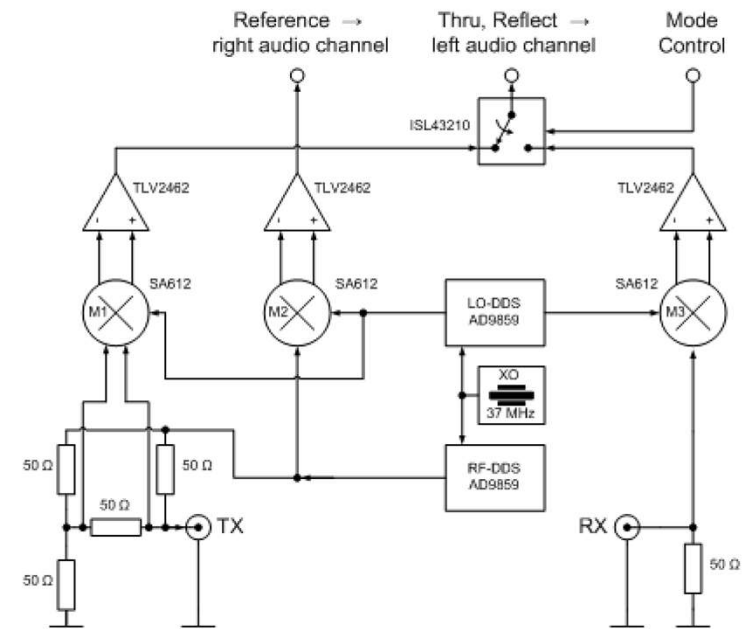 Reference →
right audio channel
Thru, Reflect →
left audio channel
Mode
Control
ISL43210
TLV2462
TLV2462
TLV2462
- +
- +
- +
SA612
SA612
SA612
M1
M2
M3
LO-DDS
AD9859
XO
37 MHz
RF-DDS
AD9859
50 Ω
50 Ω
50 Ω
50 Ω
TX
RX
50 Ω